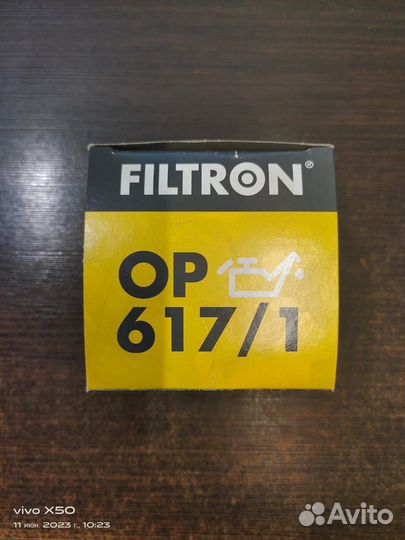 FILTRON®
OP
617/1
vivo X50
11 июн. 2023 г., 10:23
Avito